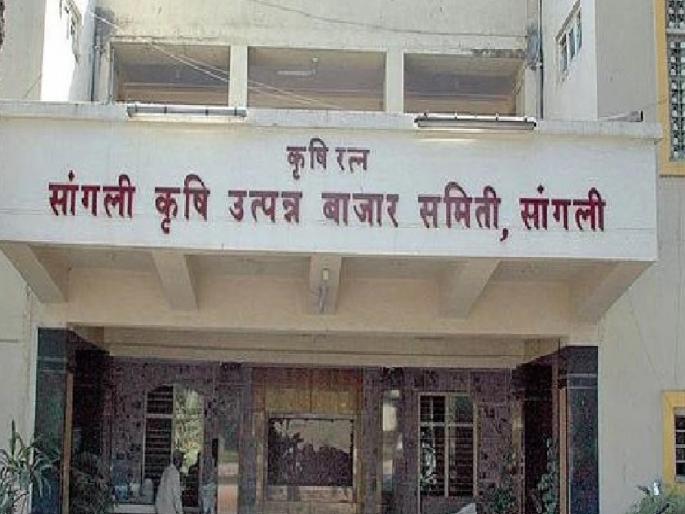 कृषि रत्न
सांगली कृषि उत्पन्न बाजार समिती, सांगली